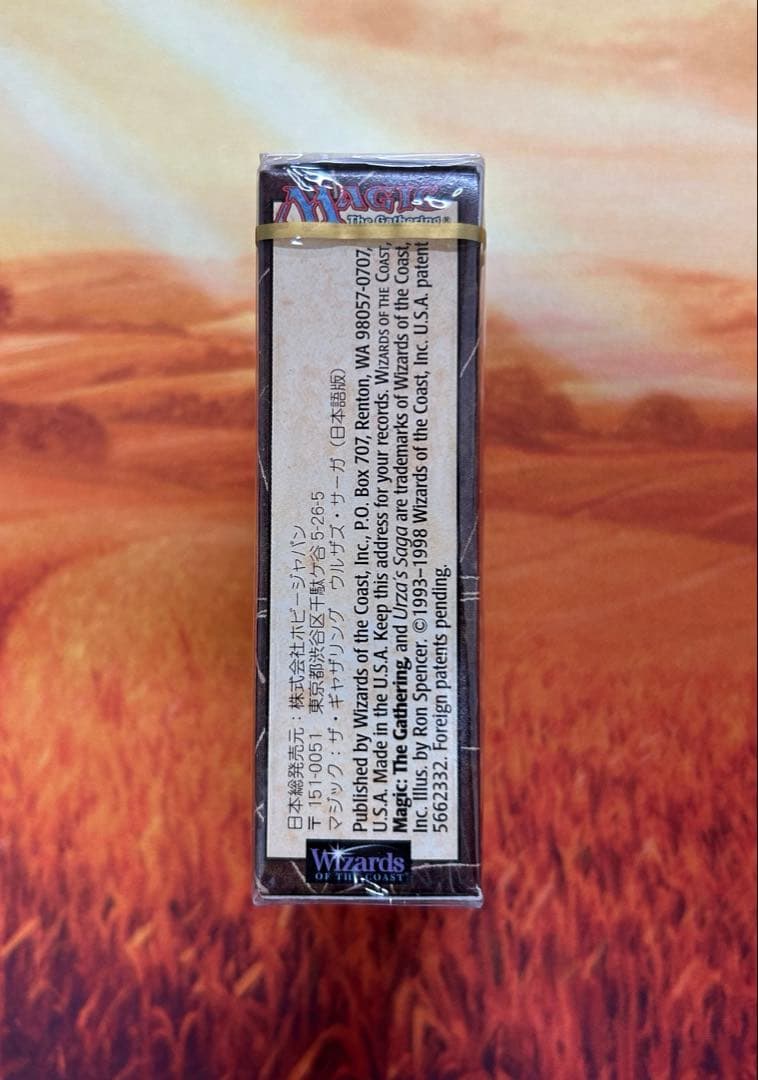 MAGIC
The Gathering®
日本総発売元：株式会社ホビージャパン
〒151-0051　東京都渋谷区千駄ケ谷5-26-5
マジック：ザ・ギャザリング　ウルザズ・サーガ（日本語版）
Published by Wizards of the Coast, Inc., P.O. Box 707, Renton, WA 98057-0707,
U.S.A. Made in the U.S.A. Keep this address for your records. WIZARDS OF THE COAST,
Magic: The Gathering, and Urza's Saga are trademarks of Wizards of the Coast,
Inc. Illus. by Ron Spencer. ©1993–1998 Wizards of the Coast, Inc. U.S.A. patent
5662332. Foreign patents pending.
Wizards
OF THE COAST